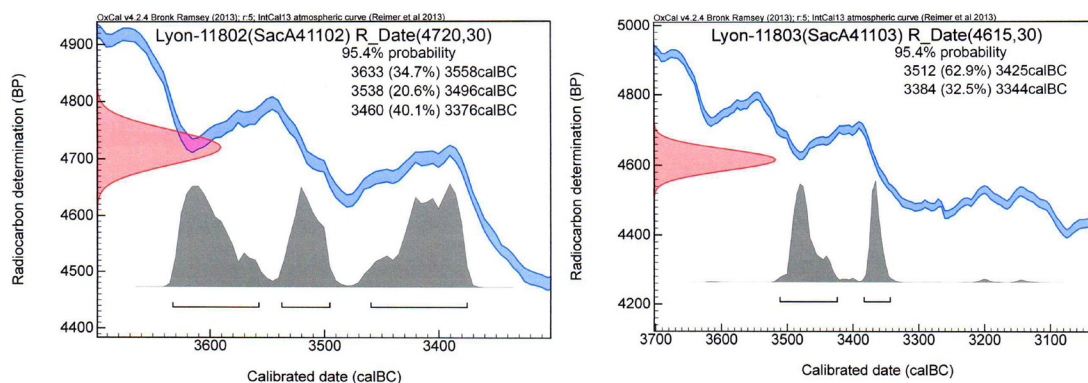 OxCal v4.2.4 Bronk Ramsey (2013); r:5; IntCal13 atmospheric curve (Reimer et al 2013)
Lyon-11802(SacA41102) R_Date(4720,30)
95.4% probability
3633 (34.7%) 3558calBC
3538 (20.6%) 3496calBC
3460 (40.1%) 3376calBC
Radiocarbon determination (BP)
4900
4800
4700
4600
4500
4400
3600
3500
3400
Calibrated date (calBC)
OxCal v4.2.4 Bronk Ramsey (2013); r:5; IntCal13 atmospheric curve (Reimer et al 2013)
Lyon-11803(SacA41103) R_Date(4615,30)
95.4% probability
3512 (62.9%) 3425calBC
3384 (32.5%) 3344calBC
Radiocarbon determination (BP)
5000
4800
4600
4400
4200
3700
3600
3500
3400
3300
3200
3100
Calibrated date (calBC)